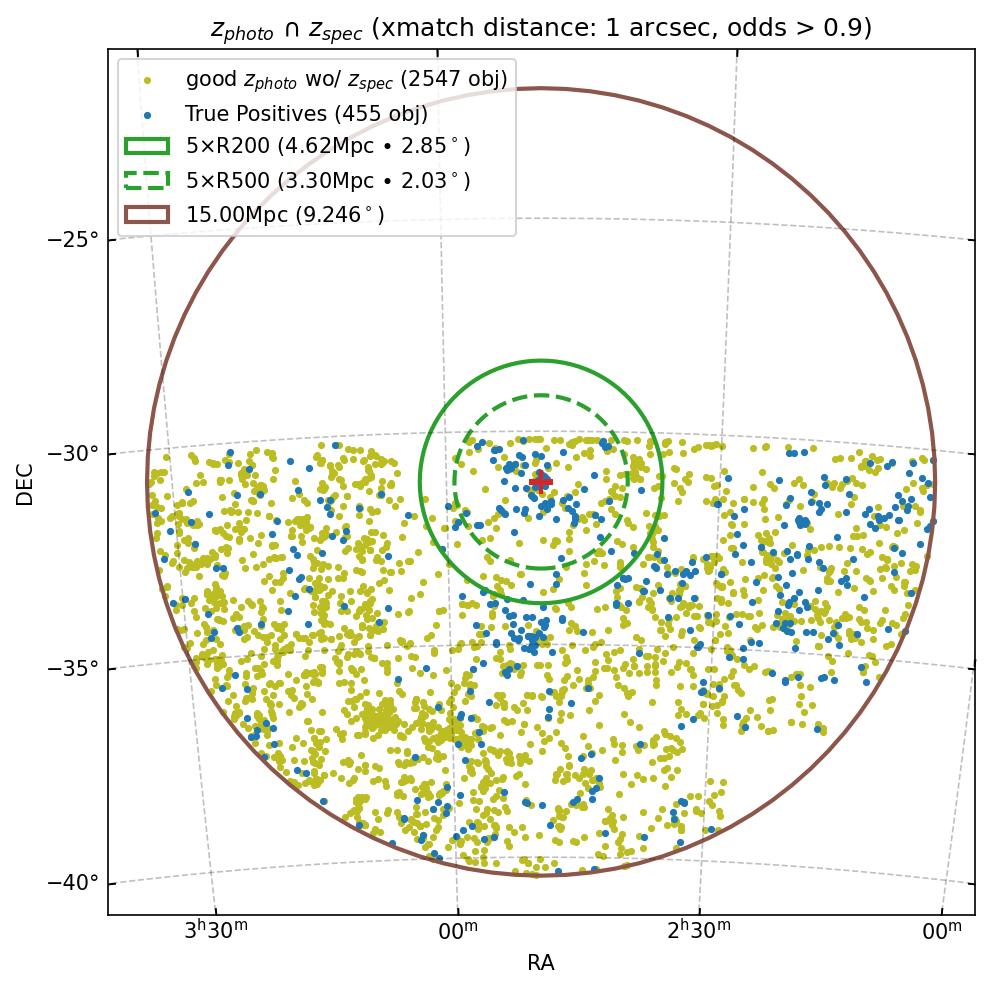 z_photo ∩ z_spec (xmatch distance: 1 arcsec, odds > 0.9)
good z_photo wo/ z_spec (2547 obj)
True Positives (455 obj)
5×R200 (4.62Mpc • 2.85°)
5×R500 (3.30Mpc • 2.03°)
15.00Mpc (9.246°)
−25°
−30°
−35°
−40°
DEC
3h30m 00m 2h30m 00m
RA